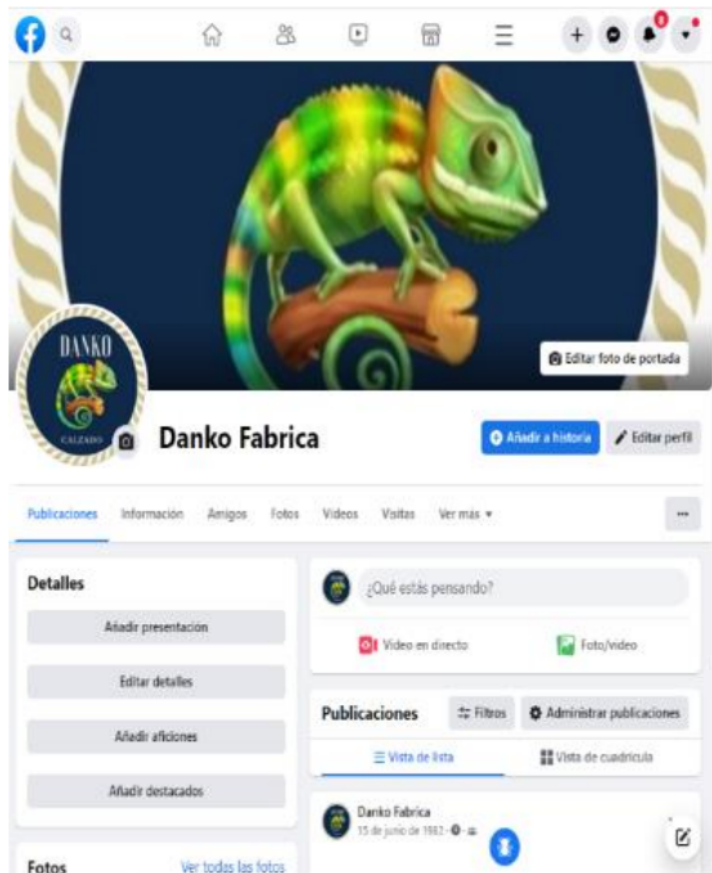 8
Editar foto de portada
DANKO
CALZADO
Danko Fabrica
Añadir a historia
Editar perfil
Publicaciones
Información
Amigos
Fotos
Videos
Visitas
Ver más
Detalles
Añadir presentación
Editar detalles
Añadir aficiones
Añadir destacados
Fotos
Ver todas las fotos
¿Qué estás pensando?
Video en directo
Foto/video
Publicaciones
Filtros
Administrar publicaciones
Vista de lista
Vista de cuadrícula
Danko Fabrica
15 de junio de 1982